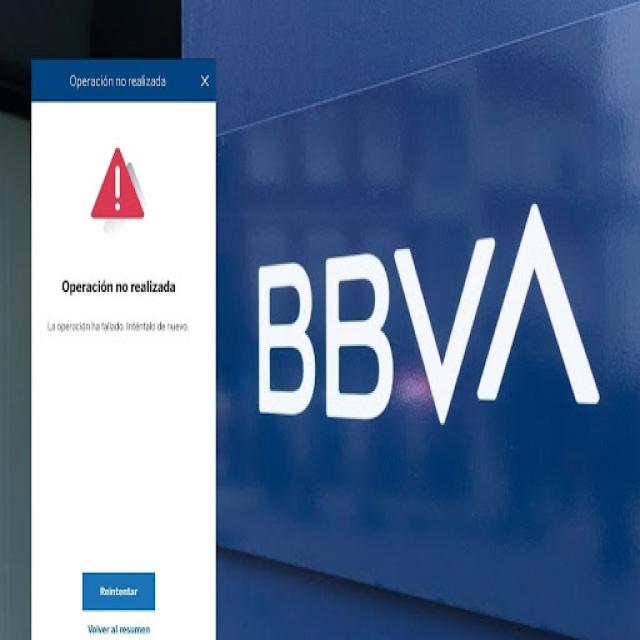 Operación no realizada
Operación no realizada
La operación ha fallado. Inténtalo de nuevo.
Reintentar
Volver al resumen
BBVA